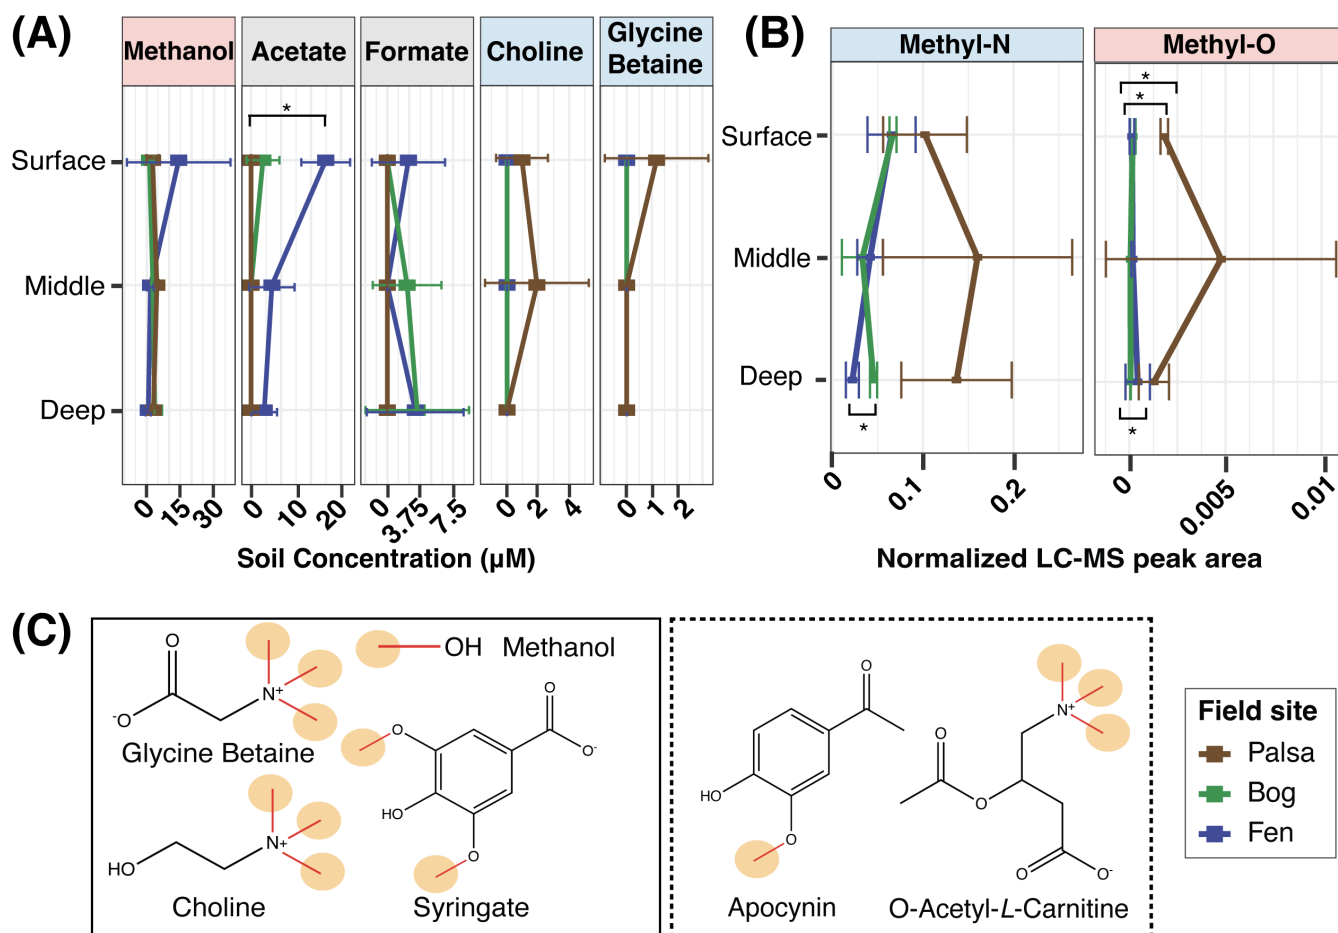 (A)
Methanol
Acetate
Formate
Choline
Glycine
Betaine
*
Surface
Middle
Deep
0 15 30
0 10 20
0 3.75 7.5
0 2 4
0 1 2
Soil Concentration (µM)
(B)
Methyl-N
Methyl-O
*
*
Surface
Middle
Deep
*
*
0 0.1 0.2
0 0.005 0.01
Normalized LC-MS peak area
(C)
O
-O
N+
Glycine Betaine
OH Methanol
HO
N+
Choline
O
O
O-
HO
O
Syringate
O
HO
O
Apocynin
N+
O
O
O
O-
O-Acetyl-L-Carnitine
Field site
Palsa
Bog
Fen